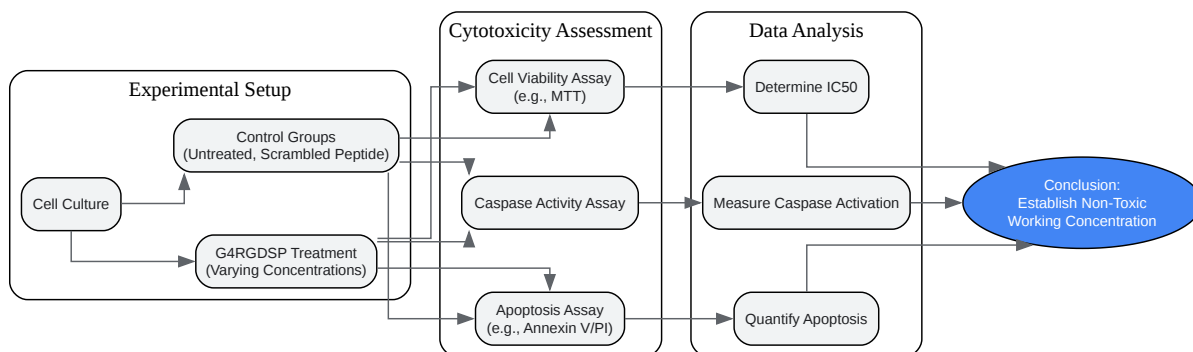 Experimental Setup
Cell Culture
Control Groups
(Untreated, Scrambled Peptide)
G4RGDSP Treatment
(Varying Concentrations)
Cytotoxicity Assessment
Cell Viability Assay
(e.g., MTT)
Caspase Activity Assay
Apoptosis Assay
(e.g., Annexin V/PI)
Data Analysis
Determine IC50
Measure Caspase Activation
Quantify Apoptosis
Conclusion:
Establish Non-Toxic
Working Concentration